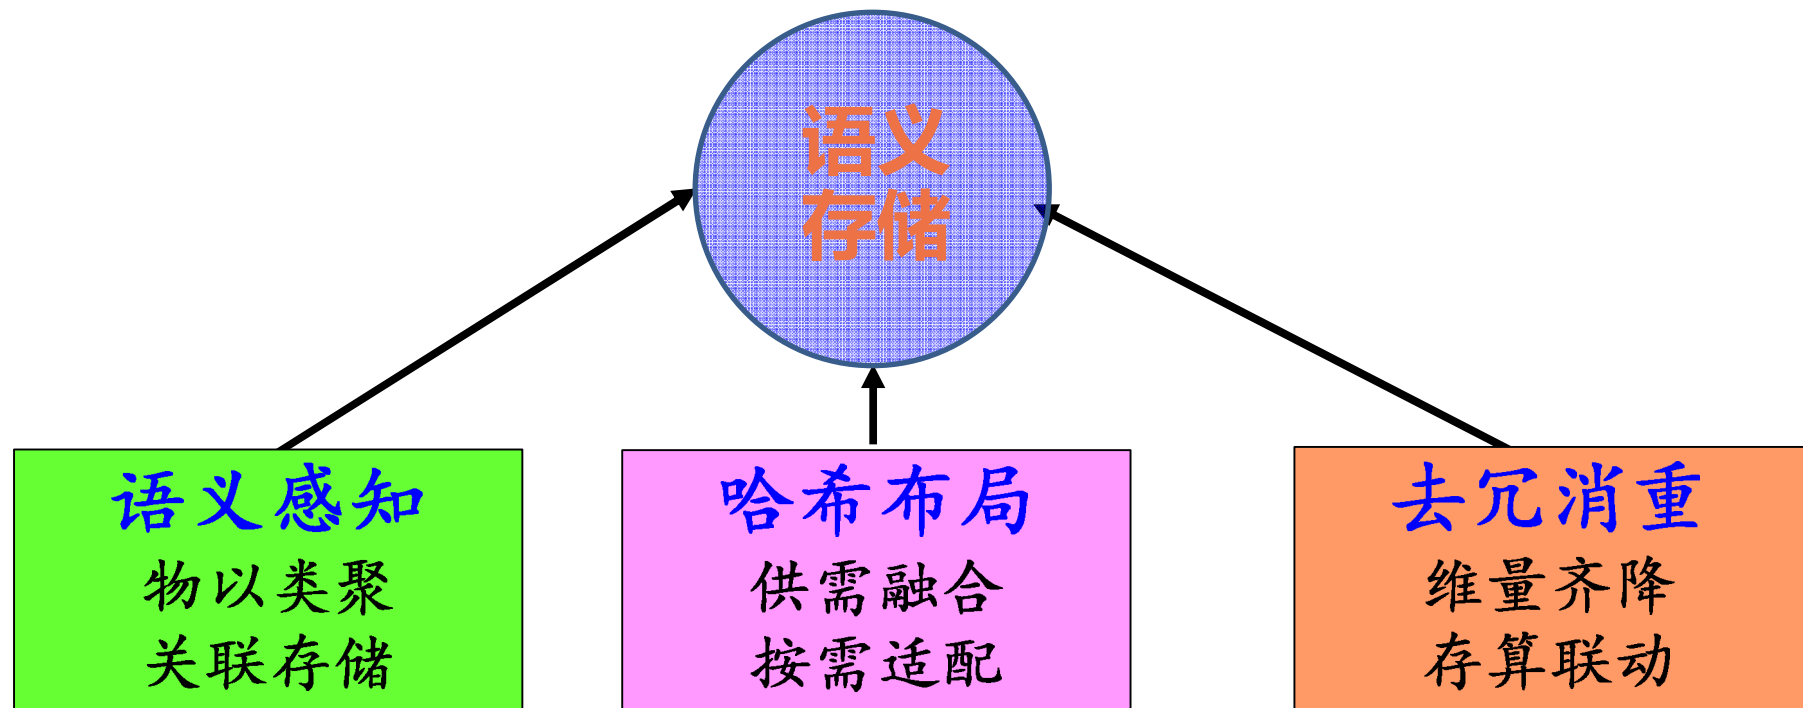 语义
存储
语义感知
物以类聚
关联存储
哈希布局
供需融合
按需适配
去冗消重
维量齐降
存算联动